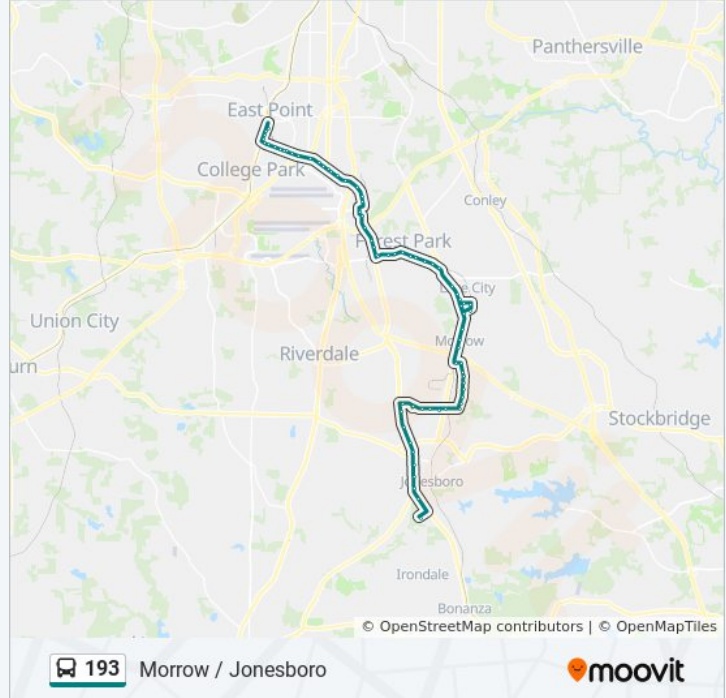 Panthersville
East Point
College Park
Conley
Forest Park
Lake City
Union City
Morrow
Riverdale
urn
Stockbridge
Jonesboro
Irondale
Bonanza
© OpenStreetMap contributors | © OpenMapTiles
193 Morrow / Jonesboro
moovit